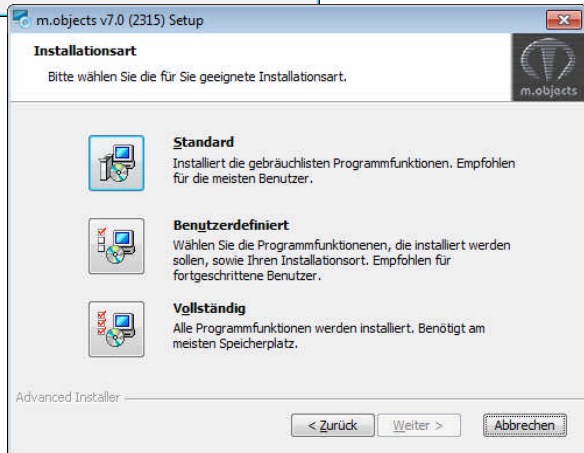 m.objects v7.0 (2315) Setup
Installationsart
Bitte wählen Sie die für Sie geeignete Installationsart.
m.objects
Standard
Installiert die gebräuchlisten Programmfunktionen. Empfohlen
für die meisten Benutzer.
Benutzerdefiniert
Wählen Sie die Programmfunktionenen, die installiert werden
sollen, sowie Ihren Installationsort. Empfohlen für
fortgeschrittene Benutzer.
Vollständig
Alle Programmfunktionen werden installiert. Benötigt am
meisten Speicherplatz.
Advanced Installer
< Zurück Weiter > Abbrechen